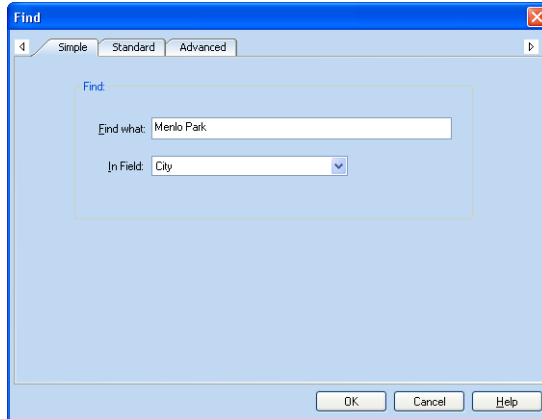 Find
Simple Standard Advanced
Find:
Find what: Menlo Park
In Field: City
OK Cancel Help